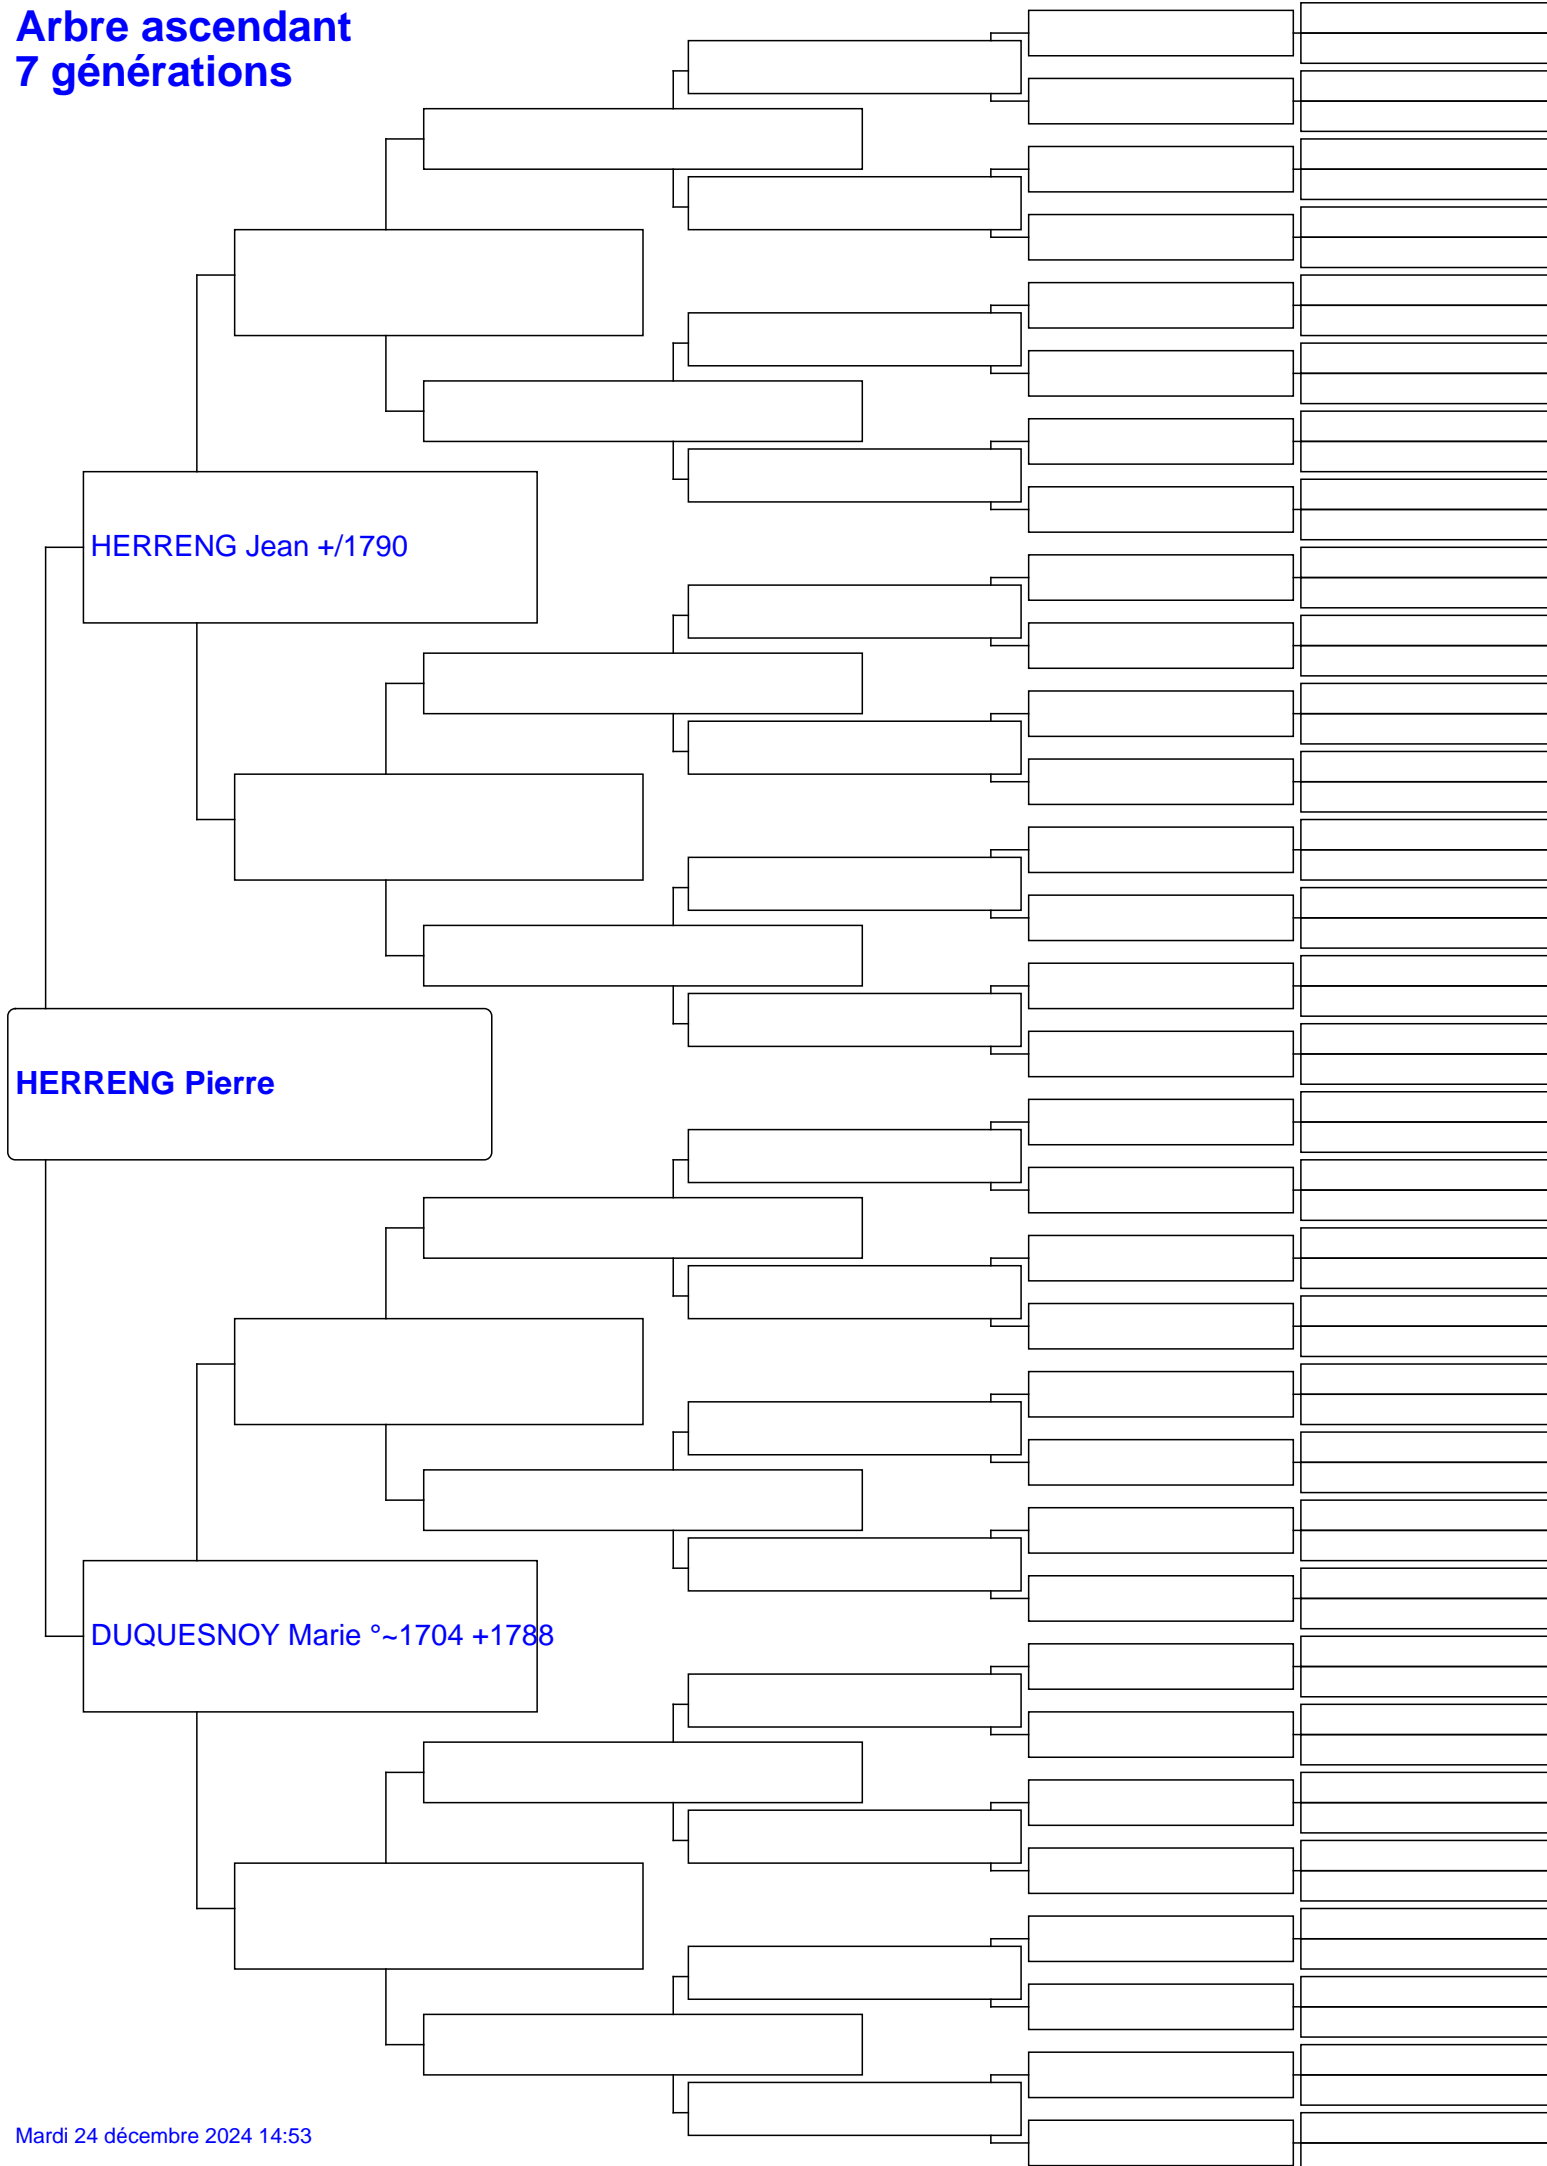 Arbre ascendant
7 générations
HERRENG Jean +/1790
HERRENG Pierre
DUQUESNOY Marie °~1704 +1788
Mardi 24 décembre 2024 14:53